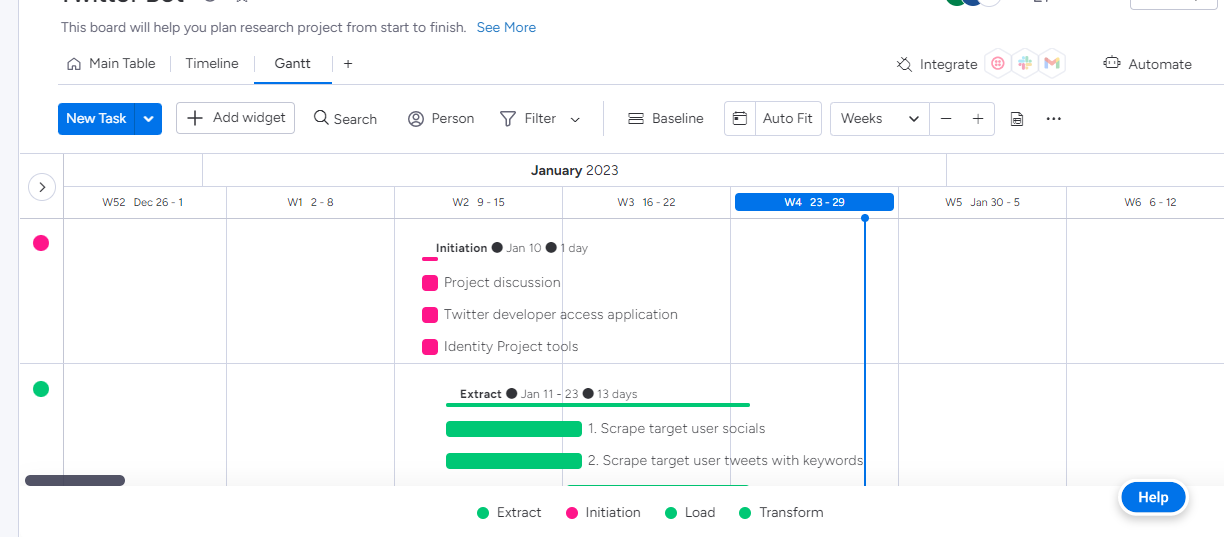 Twitter Bot
This board will help you plan research project from start to finish. See More
Main Table Timeline Gantt + Integrate Automate
New Task Add widget Search Person Filter Baseline Auto Fit Weeks − + ...
January 2023
W52 Dec 26 - 1 W1 2 - 8 W2 9 - 15 W3 16 - 22 W4 23 - 29 W5 Jan 30 - 5 W6 6 - 12
Initiation ● Jan 10 ● 1 day
Project discussion
Twitter developer access application
Identity Project tools
Extract ● Jan 11 - 23 ● 13 days
1. Scrape target user socials
2. Scrape target user tweets with keywords
Extract Initiation Load Transform
Help